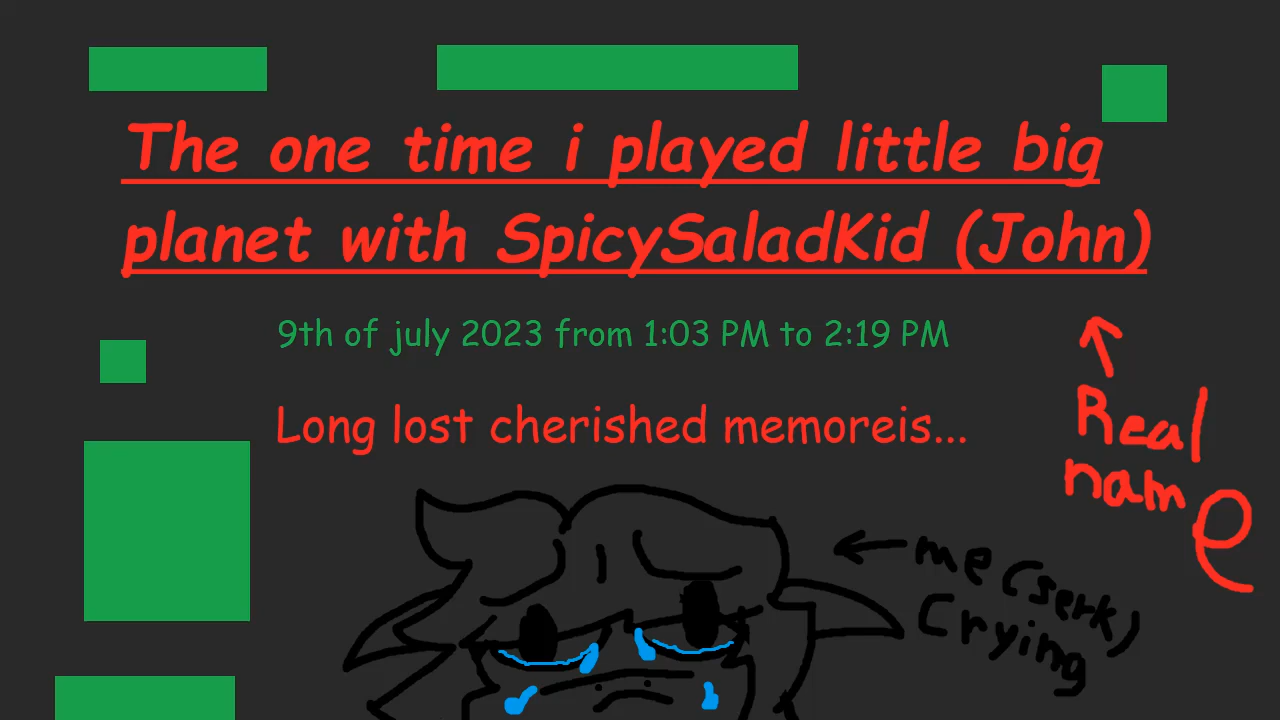 The one time i played little big
planet with SpicySaladKid (John)
9th of july 2023 from 1:03 PM to 2:19 PM
Long lost cherished memoreis...
Real
name
me (serk)
Crying